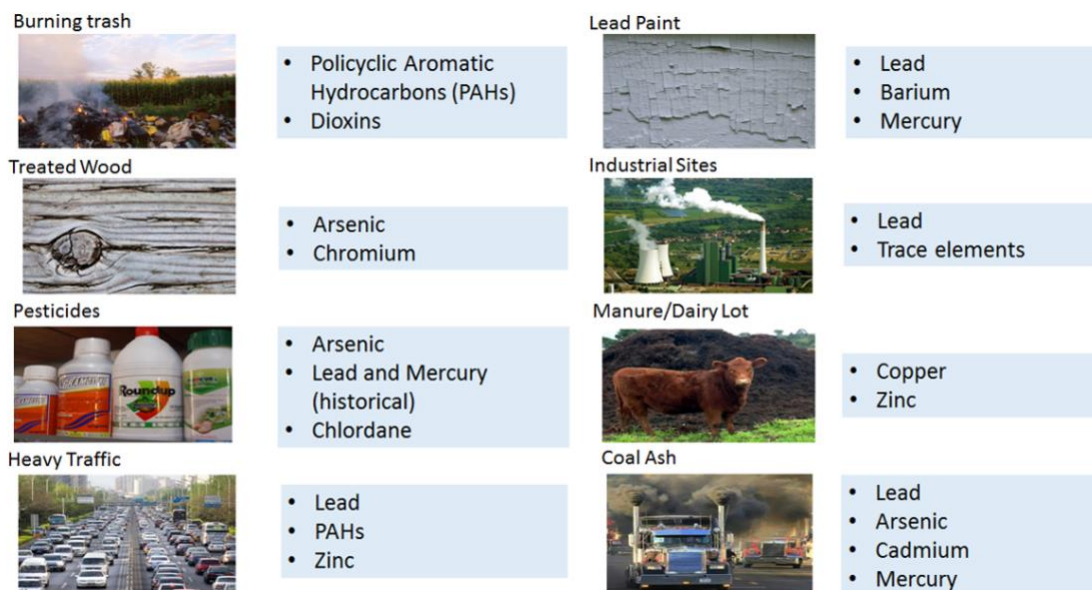 Burning trash
• Policyclic Aromatic
Hydrocarbons (PAHs)
• Dioxins
Treated Wood
• Arsenic
• Chromium
Pesticides
Roundup
• Arsenic
• Lead and Mercury
(historical)
• Chlordane
Heavy Traffic
• Lead
• PAHs
• Zinc
Lead Paint
• Lead
• Barium
• Mercury
Industrial Sites
• Lead
• Trace elements
Manure/Dairy Lot
• Copper
• Zinc
Coal Ash
• Lead
• Arsenic
• Cadmium
• Mercury